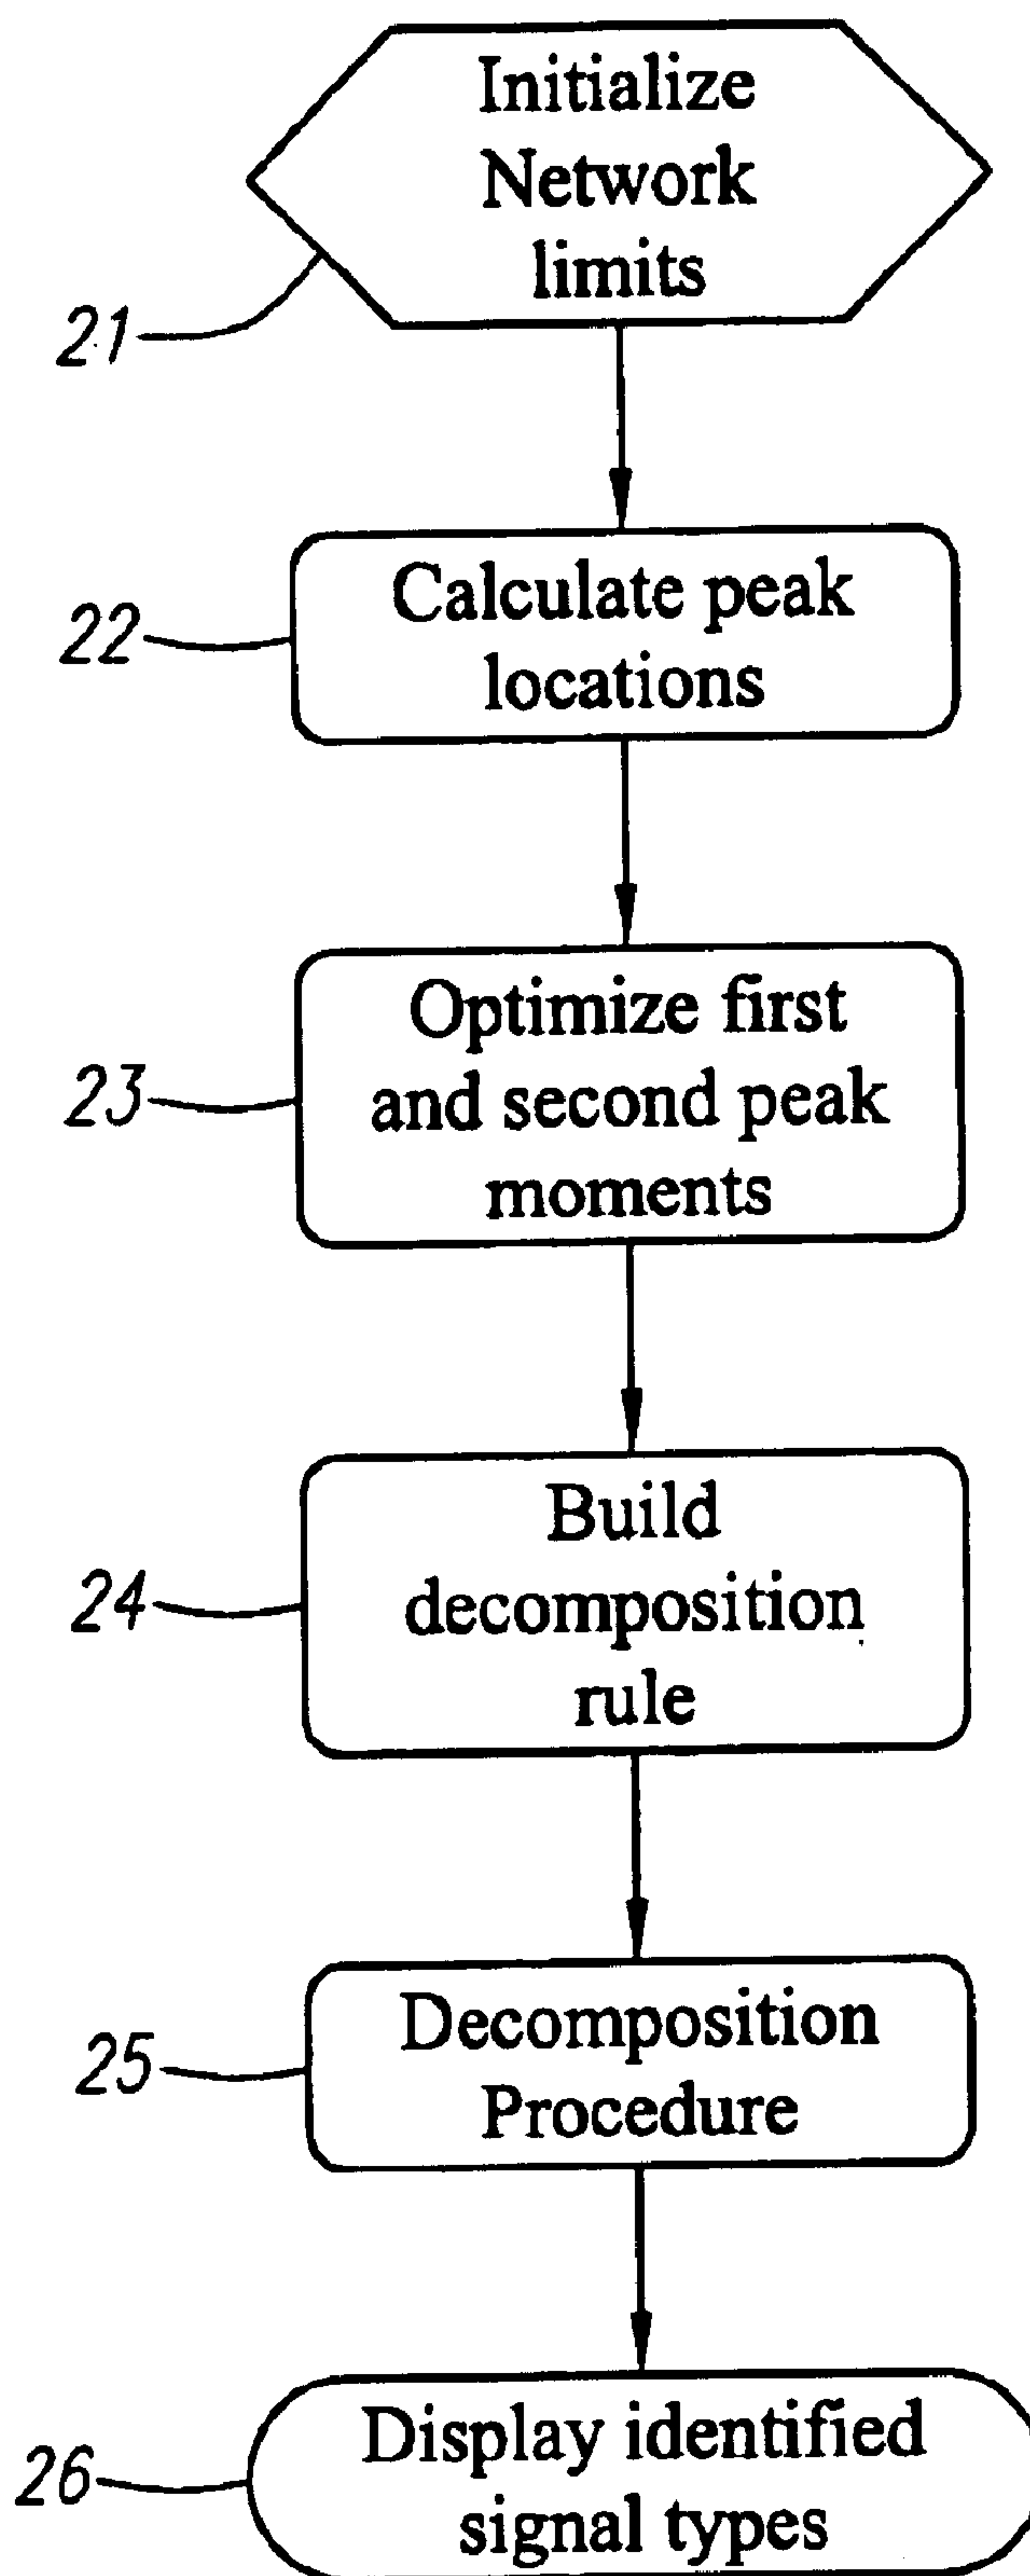 Initialize
Network
limits
21
Calculate peak
locations
22
Optimize first
and second peak
moments
23
Build
decomposition
rule
24
Decomposition
Procedure
25
Display identified
signal types
26